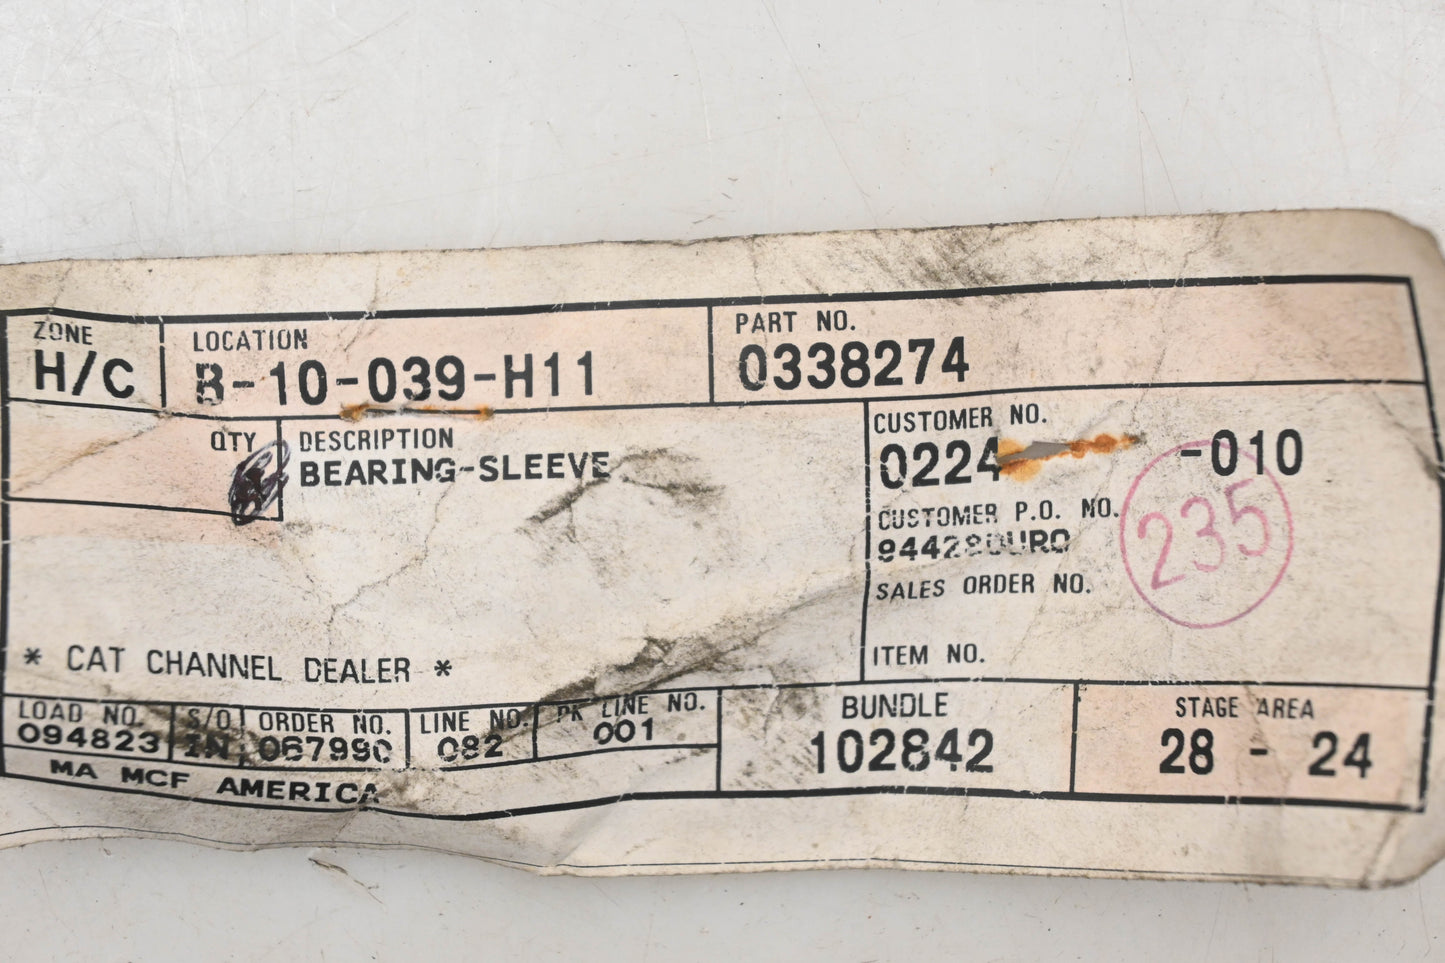 ZONE
H/C
LOCATION
B-10-039-H11
PART NO.
0338274
QTY
DESCRIPTION
BEARING-SLEEVE
CUSTOMER NO.
0224 -010
CUSTOMER P.O. NO.
235
SALES ORDER NO.
ITEM NO.
* CAT CHANNEL DEALER *
LOAD NO.
094823
S/O
IN
ORDER NO.
067990
LINE NO.
082
PK LINE NO.
001
BUNDLE
102842
STAGE AREA
28 - 24
MA MCF AMERICA